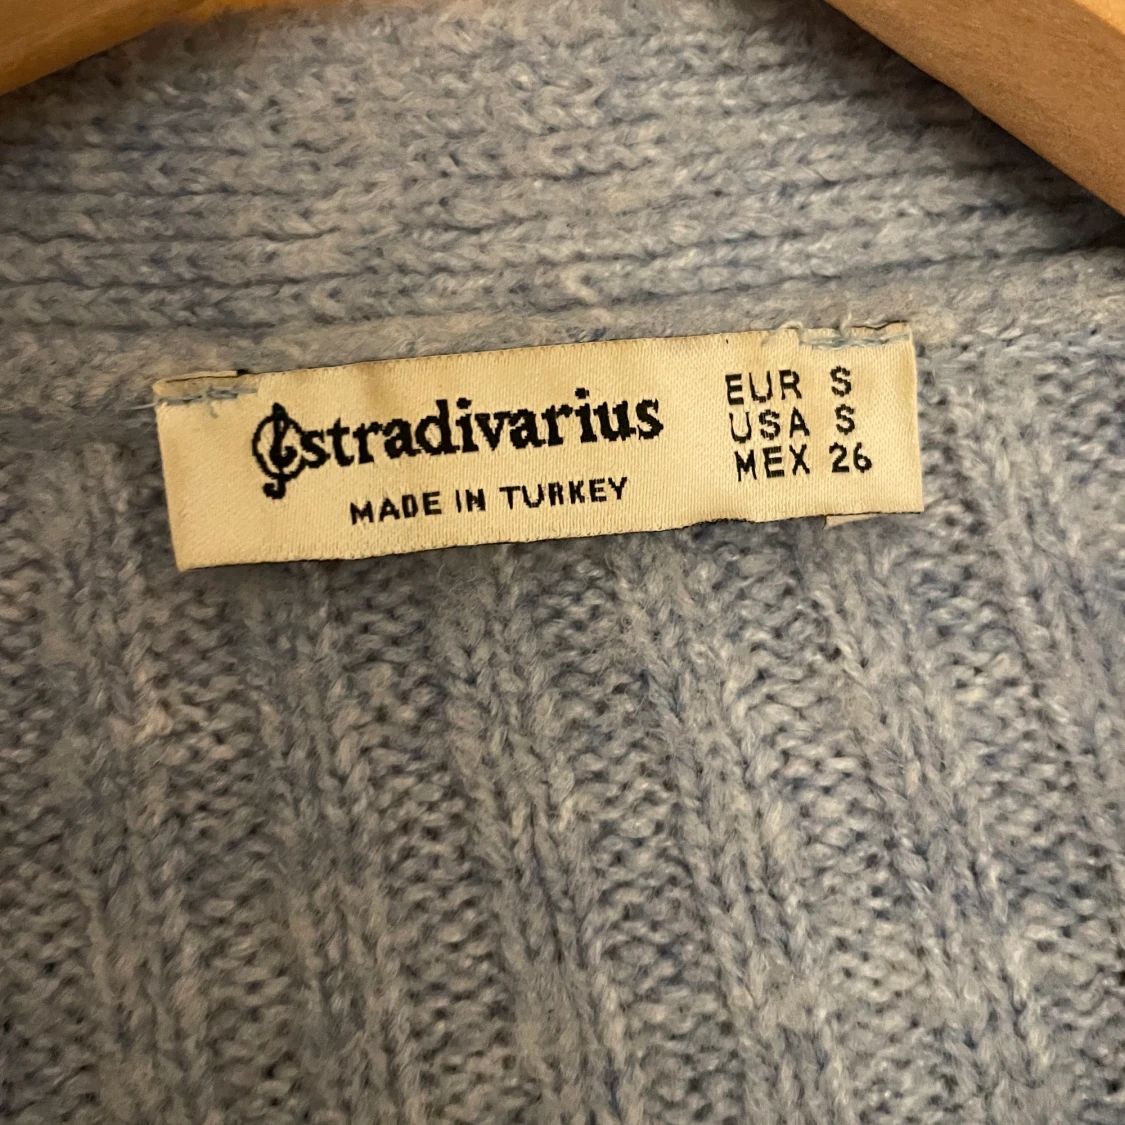 stradivarius
MADE IN TURKEY
EUR S
USA S
MEX 26